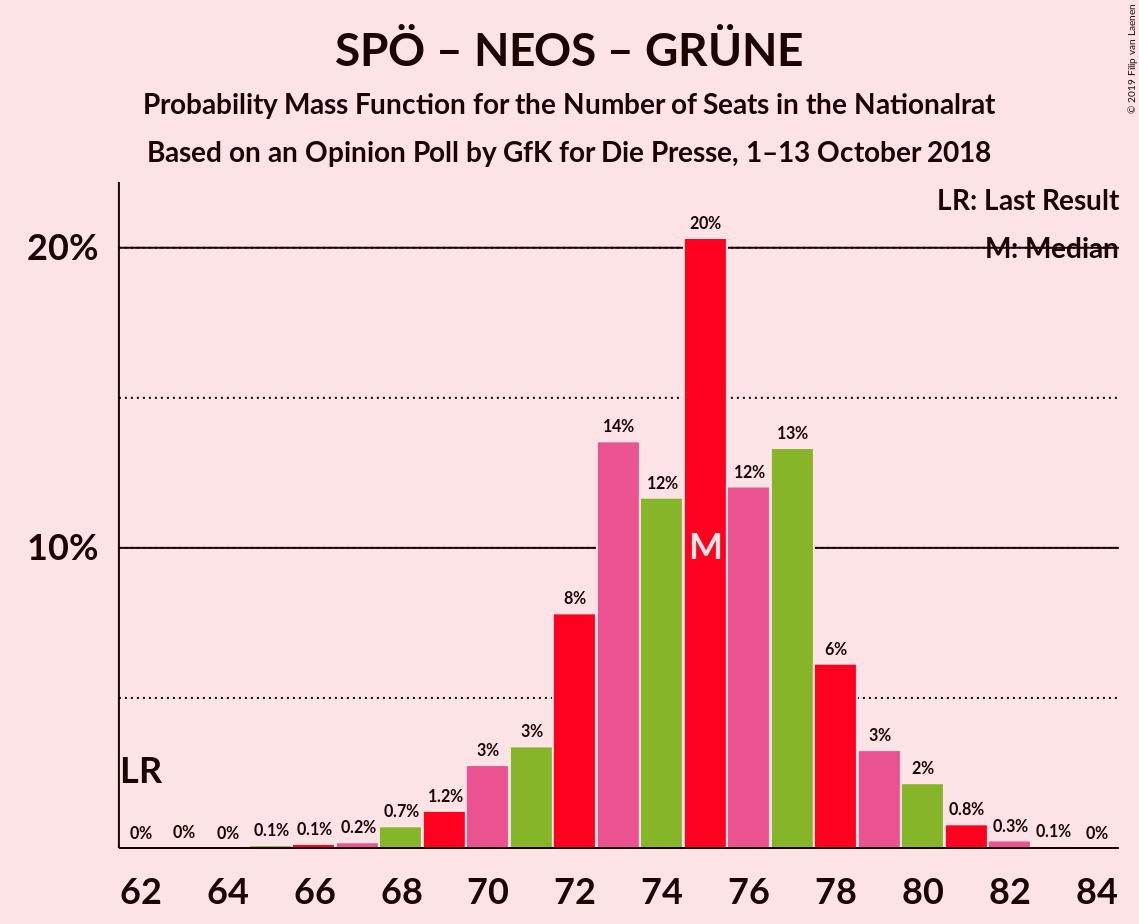 SPÖ – NEOS – GRÜNE
Probability Mass Function for the Number of Seats in the Nationalrat
Based on an Opinion Poll by GfK for Die Presse, 1–13 October 2018
© 2019 Filip van Laenen
LR: Last Result
M: Median
20%
10%
LR
M
0% 0% 0% 0.1% 0.1% 0.2% 0.7% 1.2% 3% 3% 8% 14% 12% 20% 12% 13% 6% 3% 2% 0.8% 0.3% 0.1% 0%
62 64 66 68 70 72 74 76 78 80 82 84